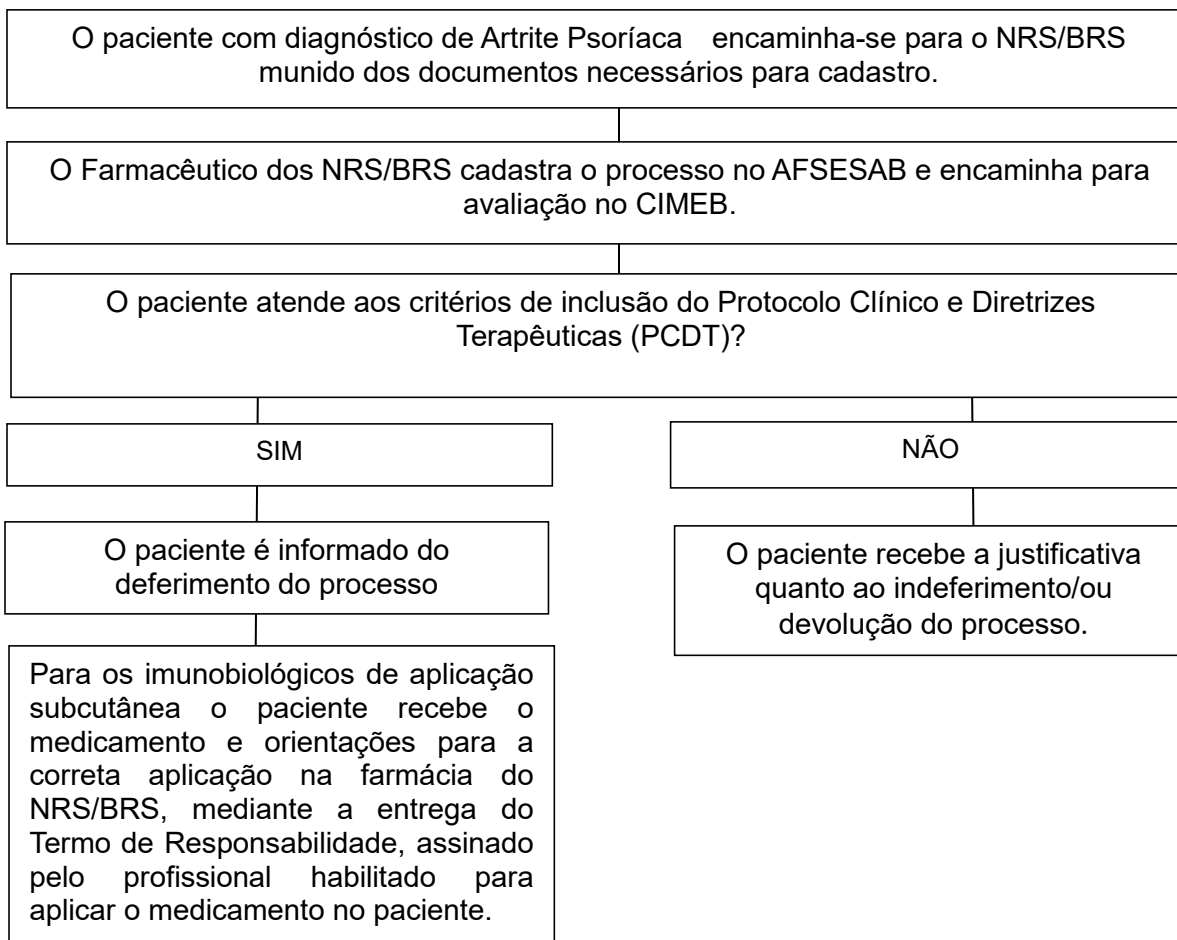 O paciente com diagnóstico de Artrite Psoríaca encaminha-se para o NRS/BRS
munido dos documentos necessários para cadastro.
O Farmacêutico dos NRS/BRS cadastra o processo no AFSESAB e encaminha para
avaliação no CIMEB.
O paciente atende aos critérios de inclusão do Protocolo Clínico e Diretrizes
Terapêuticas (PCDT)?
SIM
NÃO
O paciente é informado do
deferimento do processo
O paciente recebe a justificativa
quanto ao indeferimento/ou
devolução do processo.
Para os imunobiológicos de aplicação
subcutânea o paciente recebe o
medicamento e orientações para a
correta aplicação na farmácia do
NRS/BRS, mediante a entrega do
Termo de Responsabilidade, assinado
pelo profissional habilitado para
aplicar o medicamento no paciente.